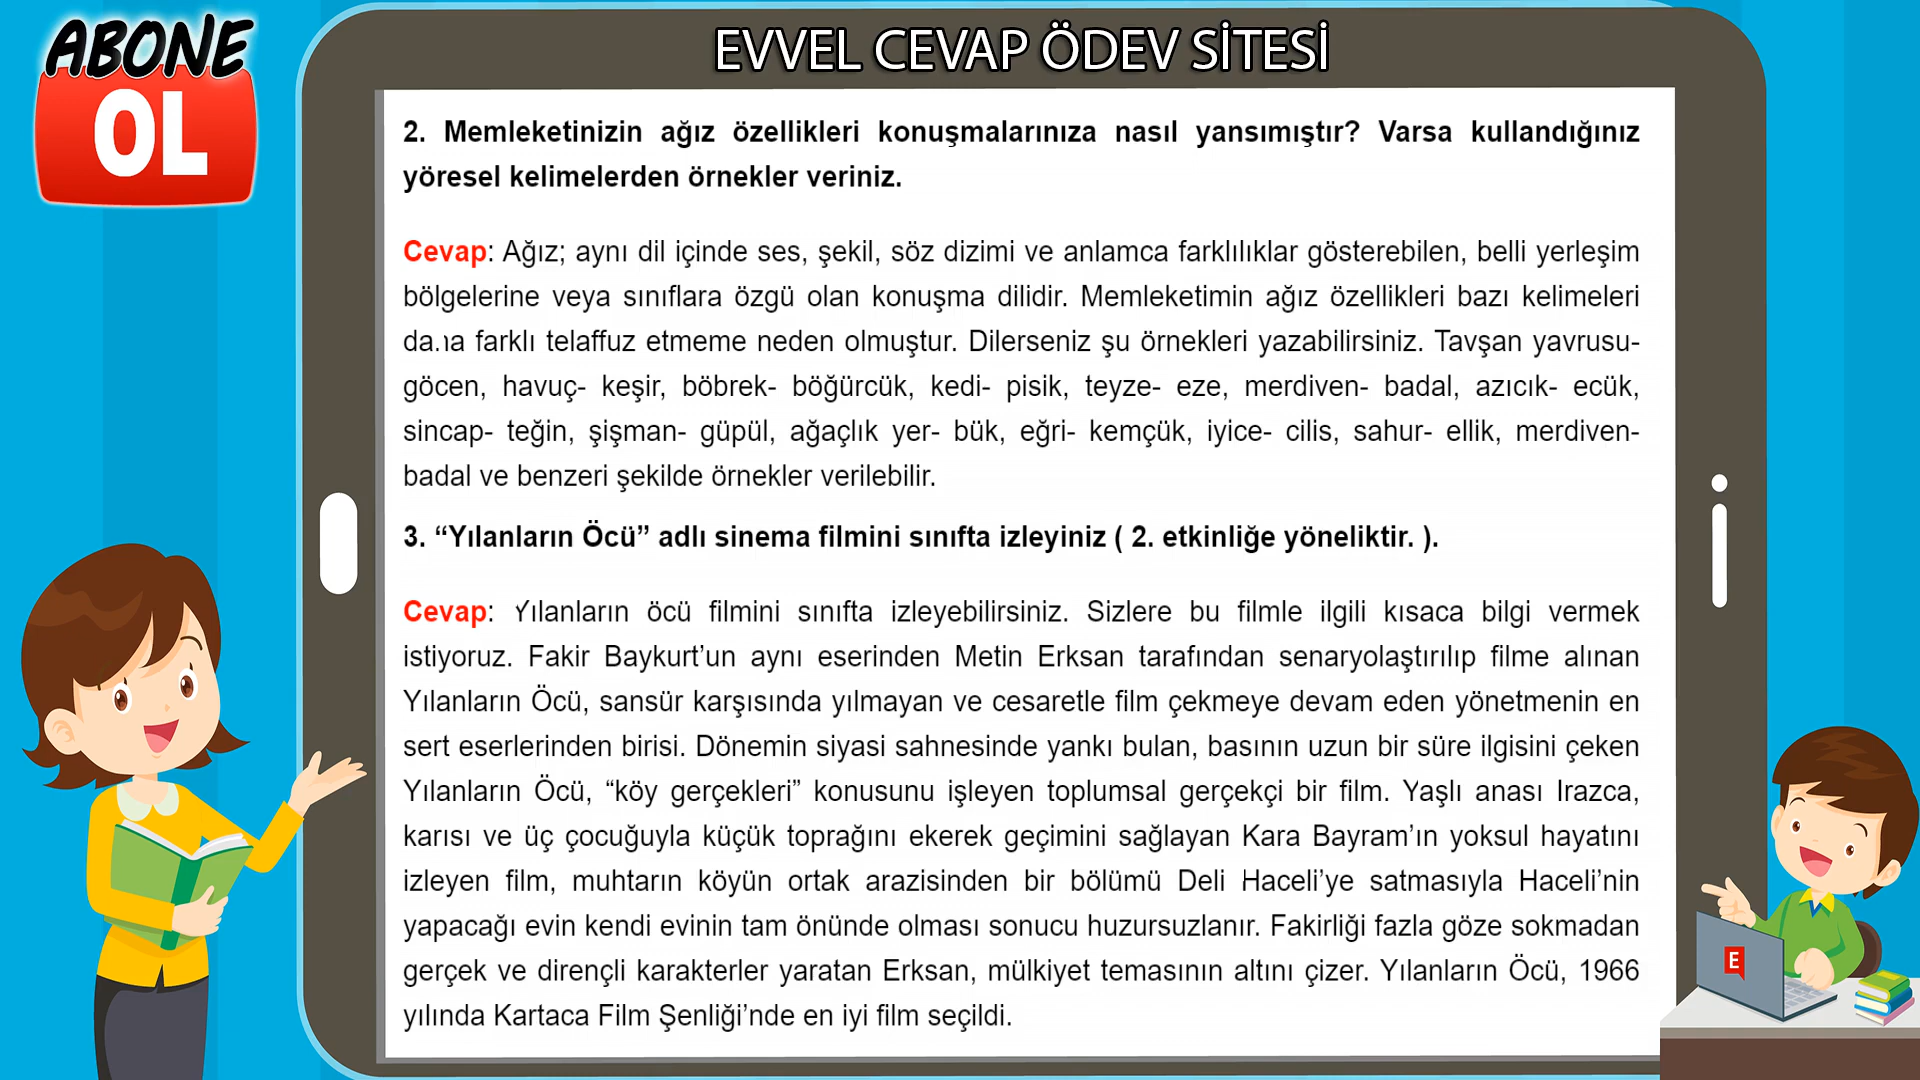 ABONE
OL
EVVEL CEVAP ÖDEV SİTESİ
2. Memleketinizin ağız özellikleri konuşmalarınıza nasıl yansımıştır? Varsa kullandığınız
yöresel kelimelerden örnekler veriniz.
Cevap: Ağız; aynı dil içinde ses, şekil, söz dizimi ve anlamca farklılıklar gösterebilen, belli yerleşim
bölgelerine veya sınıflara özgü olan konuşma dilidir. Memleketimin ağız özellikleri bazı kelimeleri
daha farklı telaffuz etmeme neden olmuştur. Dilerseniz şu örnekleri yazabilirsiniz. Tavşan yavrusu-
göcen, havuç- keşir, böbrek- böğürcük, kedi- pisik, teyze- eze, merdiven- badal, azıcık- ecük,
sincap- teğin, şişman- güpül, ağaçlık yer- bük, eğri- kemçük, iyice- cilis, sahur- ellik, merdiven-
badal ve benzeri şekilde örnekler verilebilir.
3. “Yılanların Öcü” adlı sinema filmini sınıfta izleyiniz ( 2. etkinliğe yöneliktir. ).
Cevap: Yılanların öcü filmini sınıfta izleyebilirsiniz. Sizlere bu filmle ilgili kısaca bilgi vermek
istiyoruz. Fakir Baykurt’un aynı eserinden Metin Erksan tarafından senaryolaştırılıp filme alınan
Yılanların Öcü, sansür karşısında yılmayan ve cesaretle film çekmeye devam eden yönetmenin en
sert eserlerinden birisi. Dönemin siyasi sahnesinde yankı bulan, basının uzun bir süre ilgisini çeken
Yılanların Öcü, “köy gerçekleri” konusunu işleyen toplumsal gerçekçi bir film. Yaşlı anası Irazca,
karısı ve üç çocuğuyla küçük toprağını ekerek geçimini sağlayan Kara Bayram’ın yoksul hayatını
izleyen film, muhtarın köyün ortak arazisinden bir bölümü Deli Haceli’ye satmasıyla Haceli’nin
yapacağı evin kendi evinin tam önünde olması sonucu huzursuzlanır. Fakirliği fazla göze sokmadan
gerçek ve dirençli karakterler yaratan Erksan, mülkiyet temasının altını çizer. Yılanların Öcü, 1966
yılında Kartaca Film Şenliği’nde en iyi film seçildi.
E